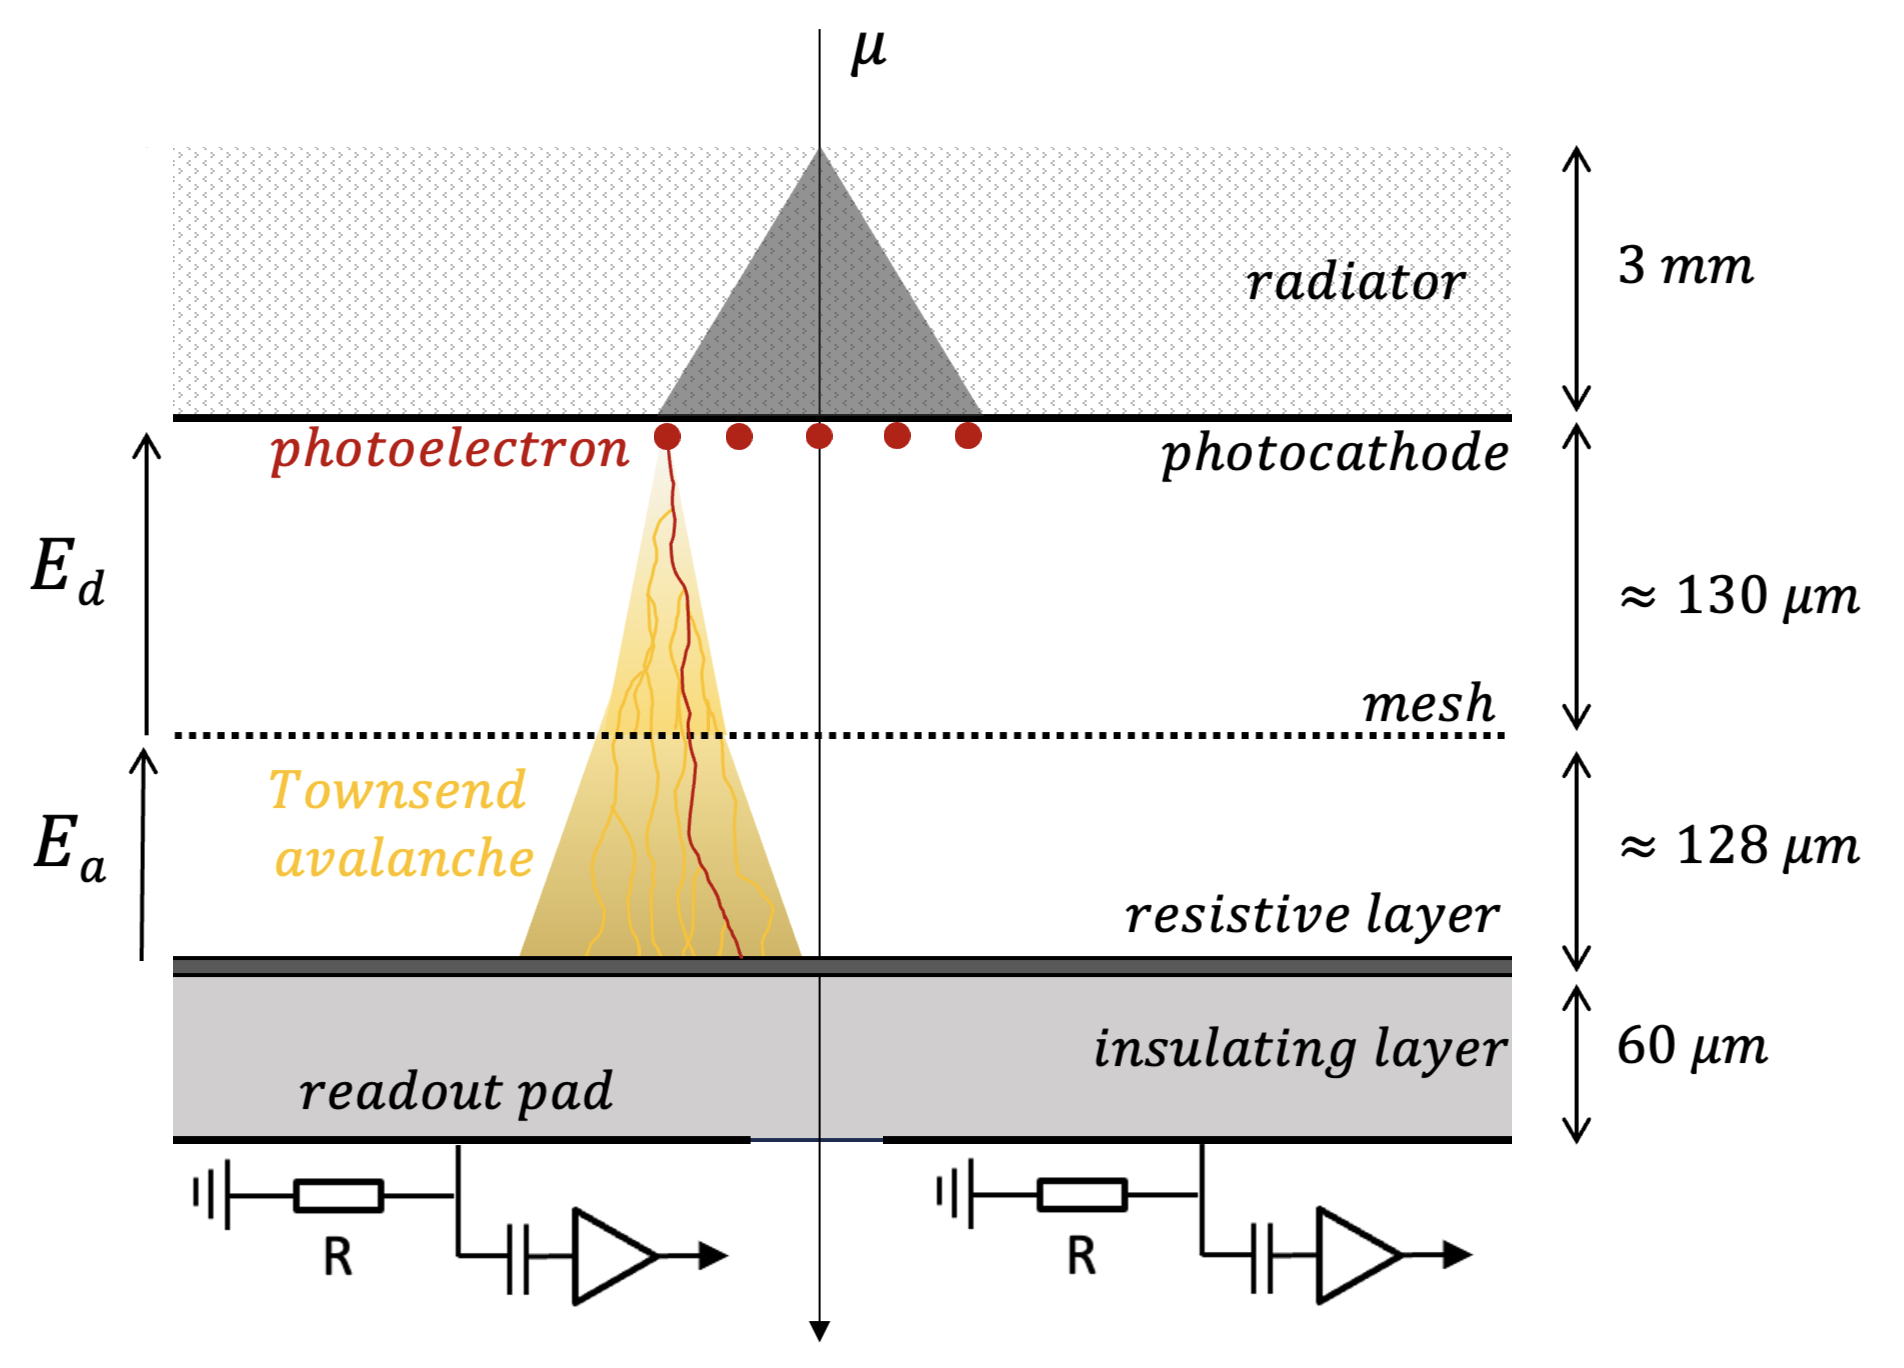 μ
radiator
3 mm
photoelectron
photocathode
E_d
≈ 130 μm
mesh
Townsend
avalanche
E_a
≈ 128 μm
resistive layer
insulating layer
60 μm
readout pad
R
R